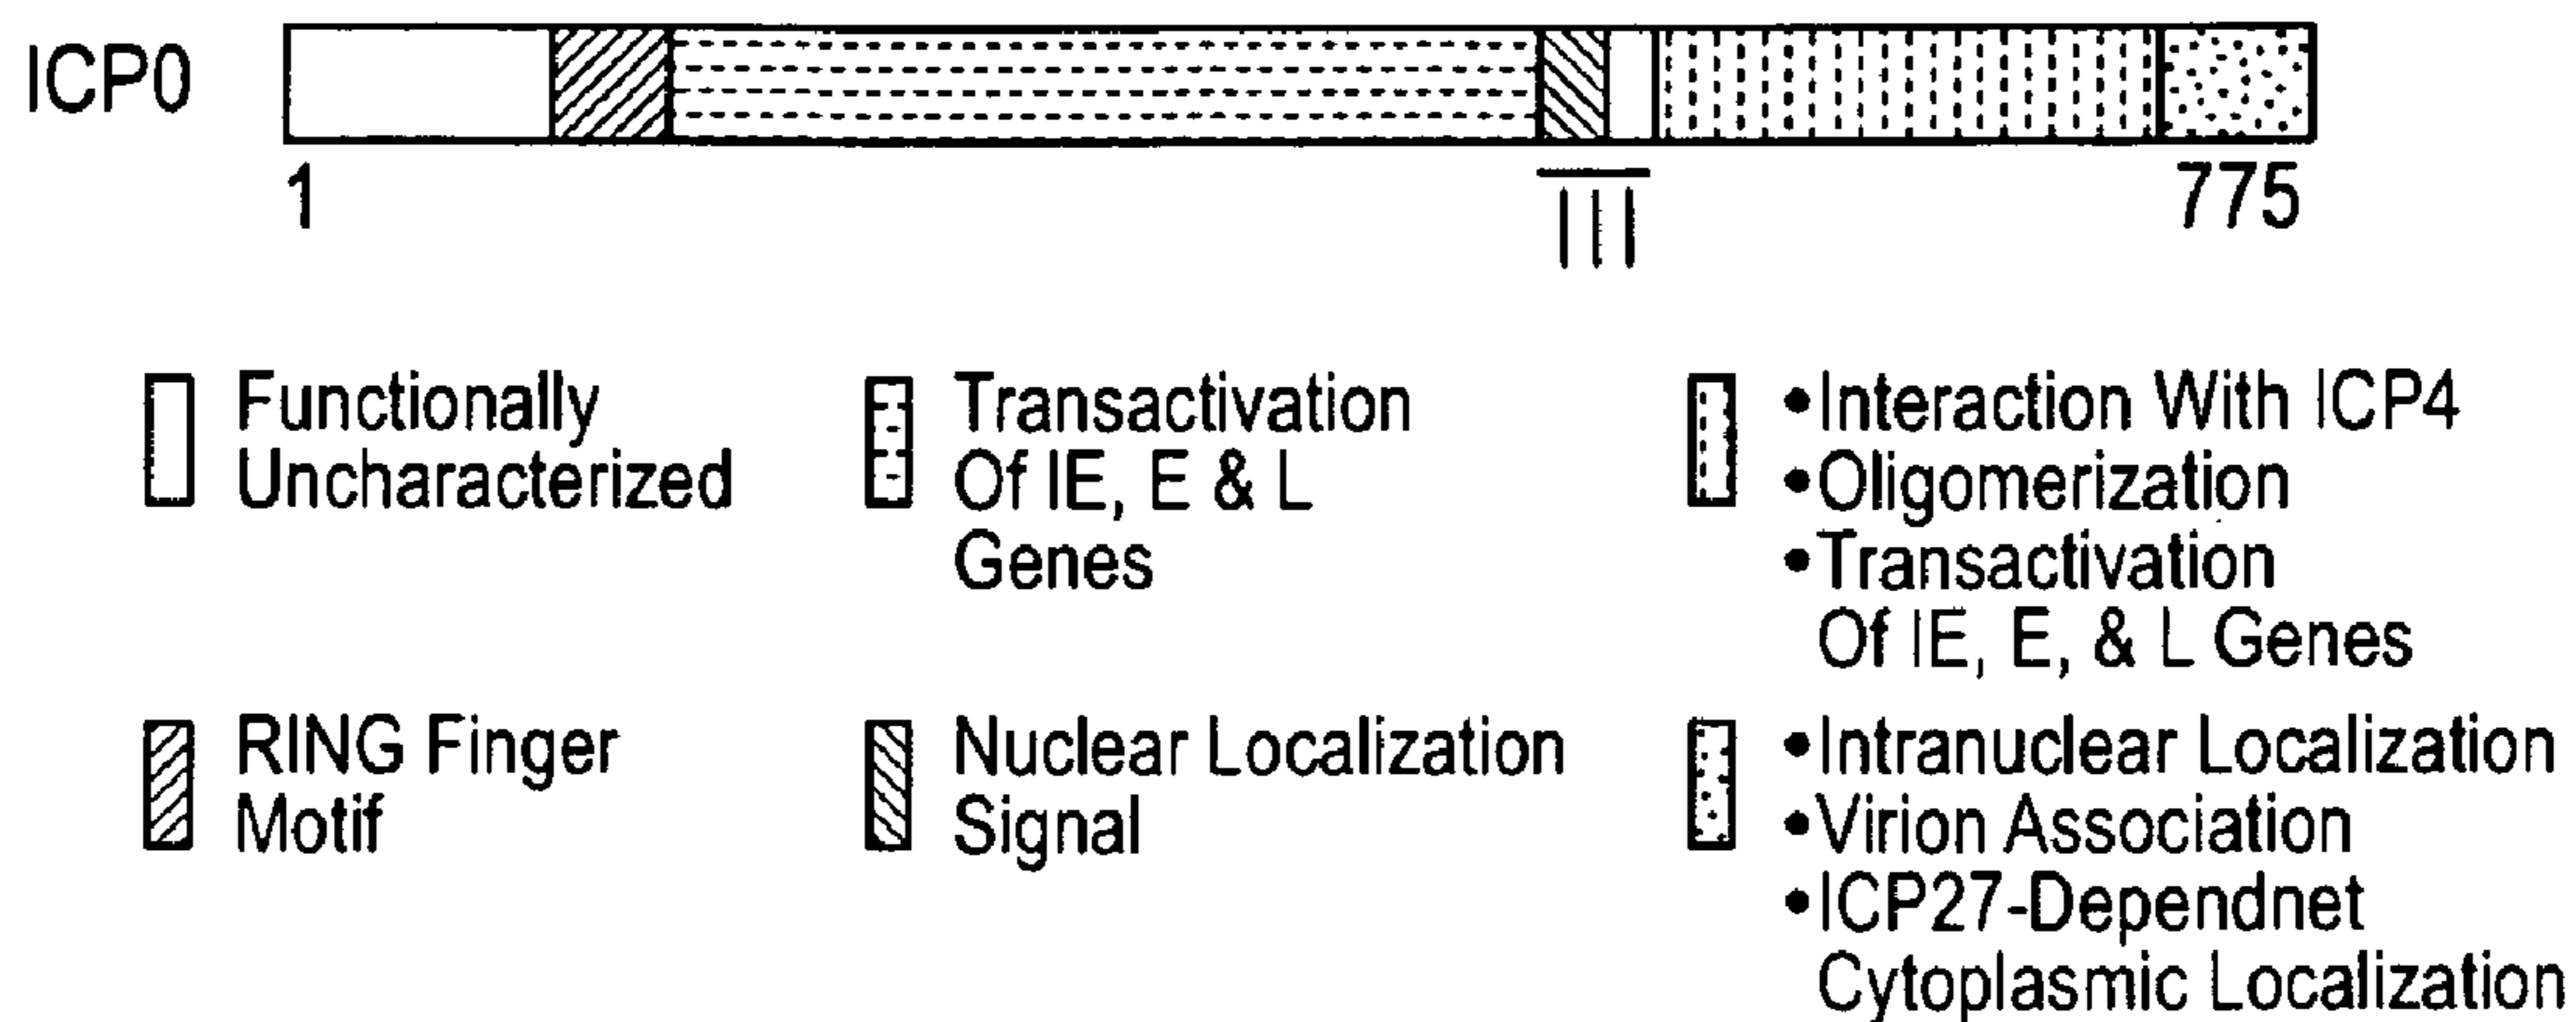 ICP0
1
III
775
Functionally
Uncharacterized
Transactivation
Of IE, E & L
Genes
•Interaction With ICP4
•Oligomerization
•Transactivation
Of IE, E, & L Genes
RING Finger
Motif
Nuclear Localization
Signal
•Intranuclear Localization
•Virion Association
•ICP27-Dependnet
Cytoplasmic Localization